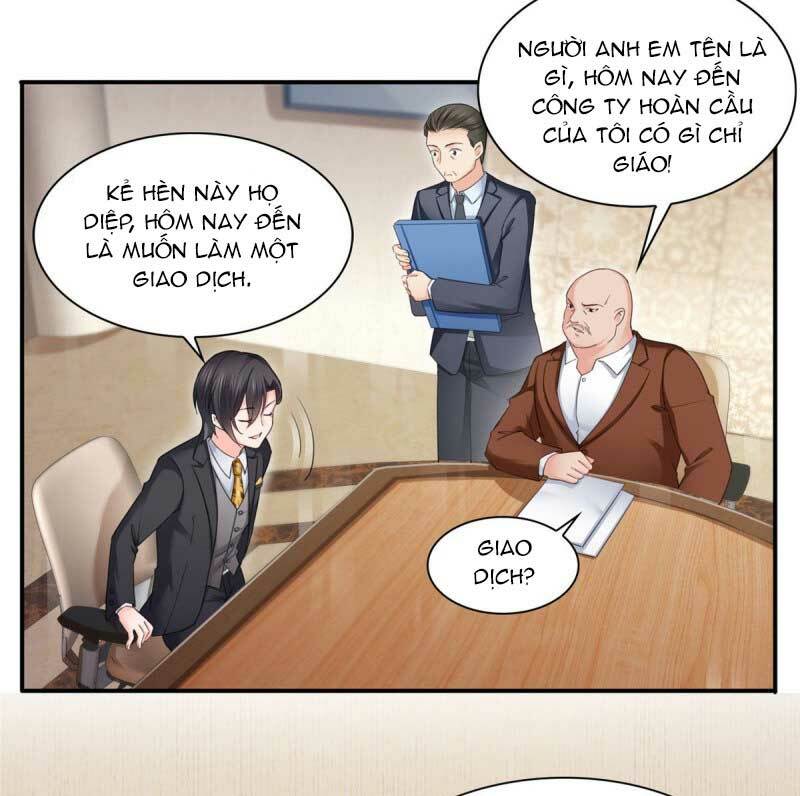 NGƯỜI ANH EM TÊN LÀ
GÌ, HÔM NAY ĐẾN
CÔNG TY HOÀN CẦU
CỦA TÔI CÓ GÌ CHỈ
GIÁO!
KẺ HÈN NÀY HỌ
DIỆP, HÔM NAY ĐẾN
LÀ MUỐN LÀM MỘT
GIAO DỊCH.
GIAO
DỊCH?